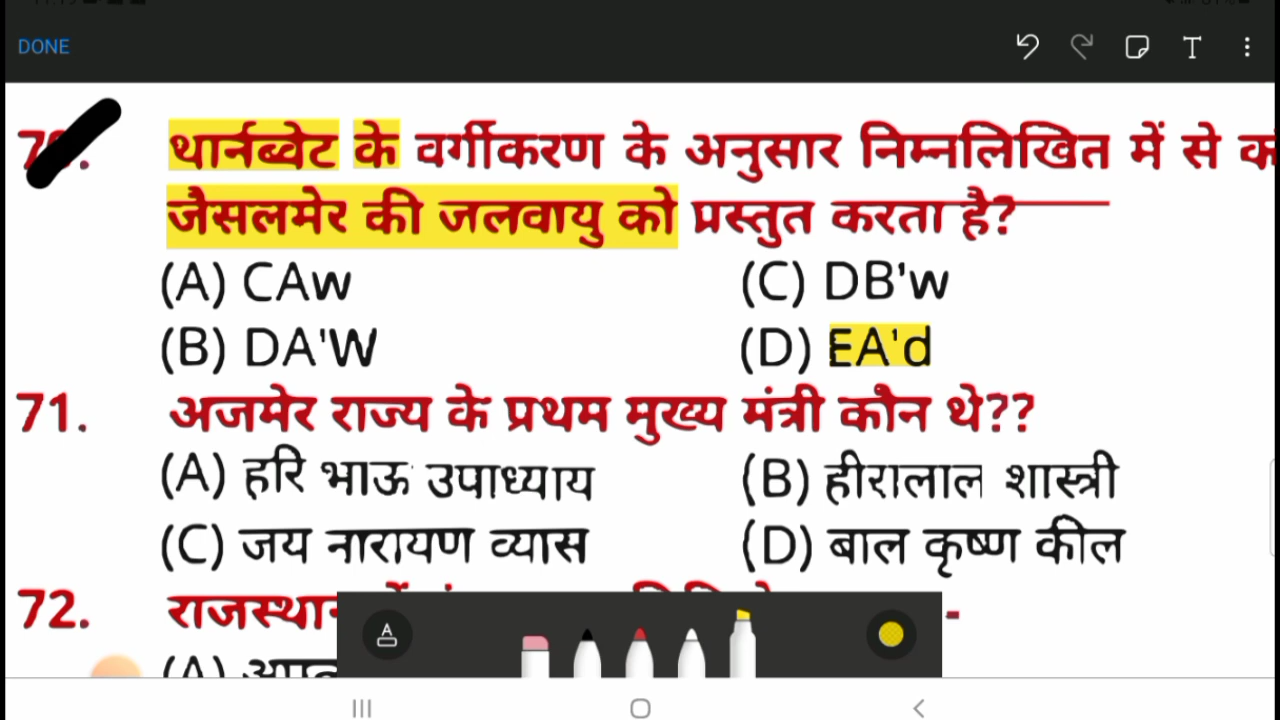 DONE
थार्नव्वेट के वर्गीकरण के अनुसार निम्नलिखित में से
जैसलमेर की जलवायु को प्रस्तुत करता है?
(A) CAw (C) DB'w
(B) DA'W (D) EA'd
71. अजमेर राज्य के प्रथम मुख्य मंत्री कौन थे??
(A) हरि भाऊ उपाध्याय (B) हीरालाल शास्त्री
(C) जय नारायण व्यास (D) बाल कृष्ण कील
72. राजस्थान
(A)